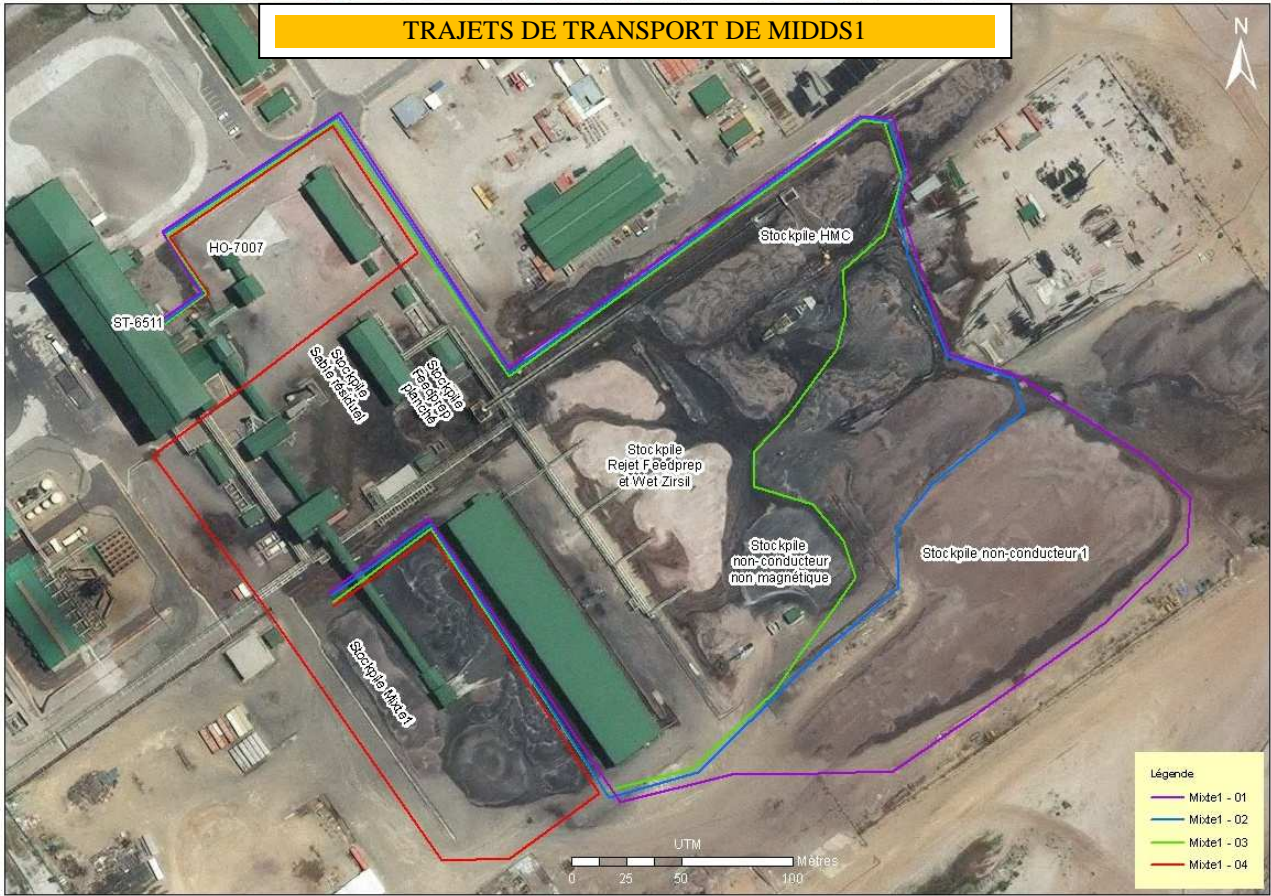 TRAJETS DE TRANSPORT DE MIDDS1
N
Stockpile HMC
HO-7007
ST-6511
Stockpile
Sable résiduel
Stockpile
Feedprep
planché
Stockpile
Rejet Feedprep
et Wet Zirsil
Stockpile
non-conducteur
non magnétique
Stockpile non-conducteur 1
Stockpile Mixte1
Légende
Mixte1 - 01
Mixte1 - 02
Mixte1 - 03
Mixte1 - 04
UTM
Mètres
0 25 50 100